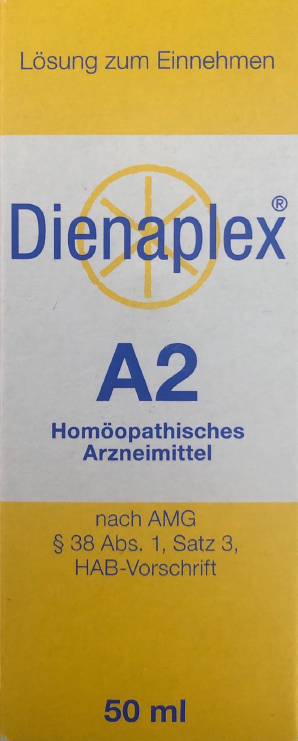 Lösung zum Einnehmen
Dienaplex®
A2
Homöopathisches
Arzneimittel
nach AMG
§ 38 Abs. 1, Satz 3,
HAB-Vorschrift
50 ml